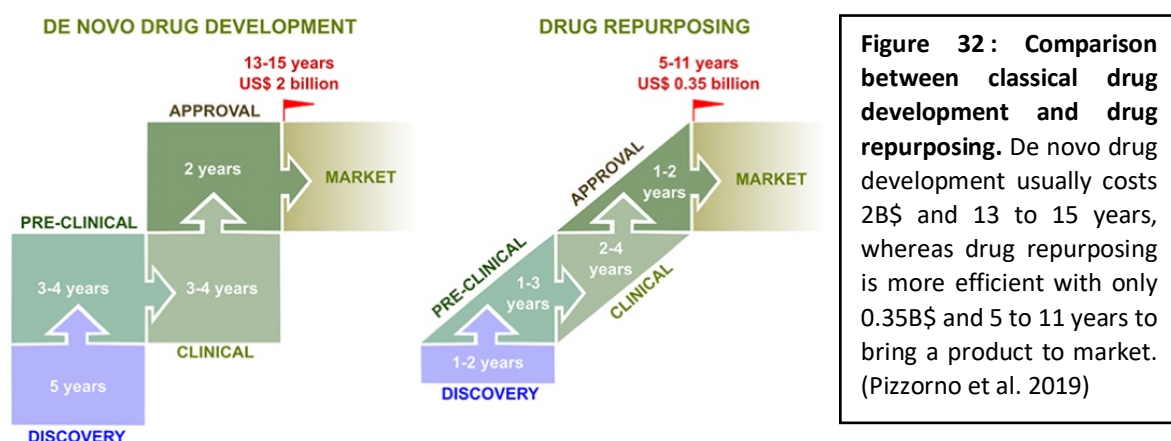 DE NOVO DRUG DEVELOPMENT
13-15 years
US$ 2 billion
APPROVAL
2 years
MARKET
PRE-CLINICAL
3-4 years
3-4 years
CLINICAL
5 years
DISCOVERY
DRUG REPURPOSING
5-11 years
US$ 0.35 billion
APPROVAL
1-2
years
MARKET
PRE-CLINICAL
2-4
years
1-3
years
CLINICAL
1-2 years
DISCOVERY
Figure 32 : Comparison
between classical drug
development and drug
repurposing. De novo drug
development usually costs
2B$ and 13 to 15 years,
whereas drug repurposing
is more efficient with only
0.35B$ and 5 to 11 years to
bring a product to market.
(Pizzorno et al. 2019)